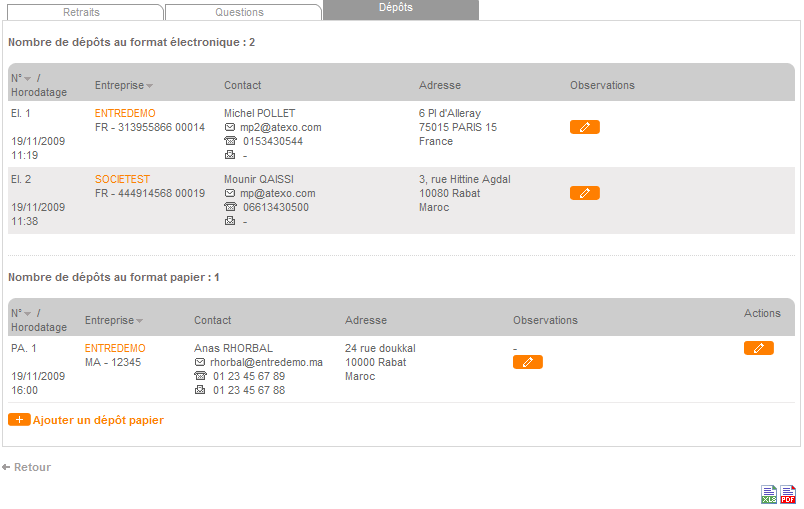 Retraits Questions Dépôts
Nombre de dépôts au format électronique : 2
N° / Horodatage Entreprise Contact Adresse Observations
El. 1 ENTREDEMO Michel POLLET 6 Pl d'Alleray
FR - 313955866 00014 mp2@atexo.com 75015 PARIS 15
19/11/2009 0153430544 France
11:19 -
El. 2 SOCIETEST Mounir QAISSI 3, rue Hittine Agdal
FR - 444914568 00019 mp@atexo.com 10080 Rabat
19/11/2009 06613430500 Maroc
11:38 -
Nombre de dépôts au format papier : 1
N° / Horodatage Entreprise Contact Adresse Observations Actions
PA. 1 ENTREDEMO Anas RHORBAL 24 rue doukkal -
MA - 12345 rhorbal@entredemo.ma 10000 Rabat
19/11/2009 01 23 45 67 89 Maroc
16:00 01 23 45 67 88
Ajouter un dépôt papier
Retour
XLS PDF